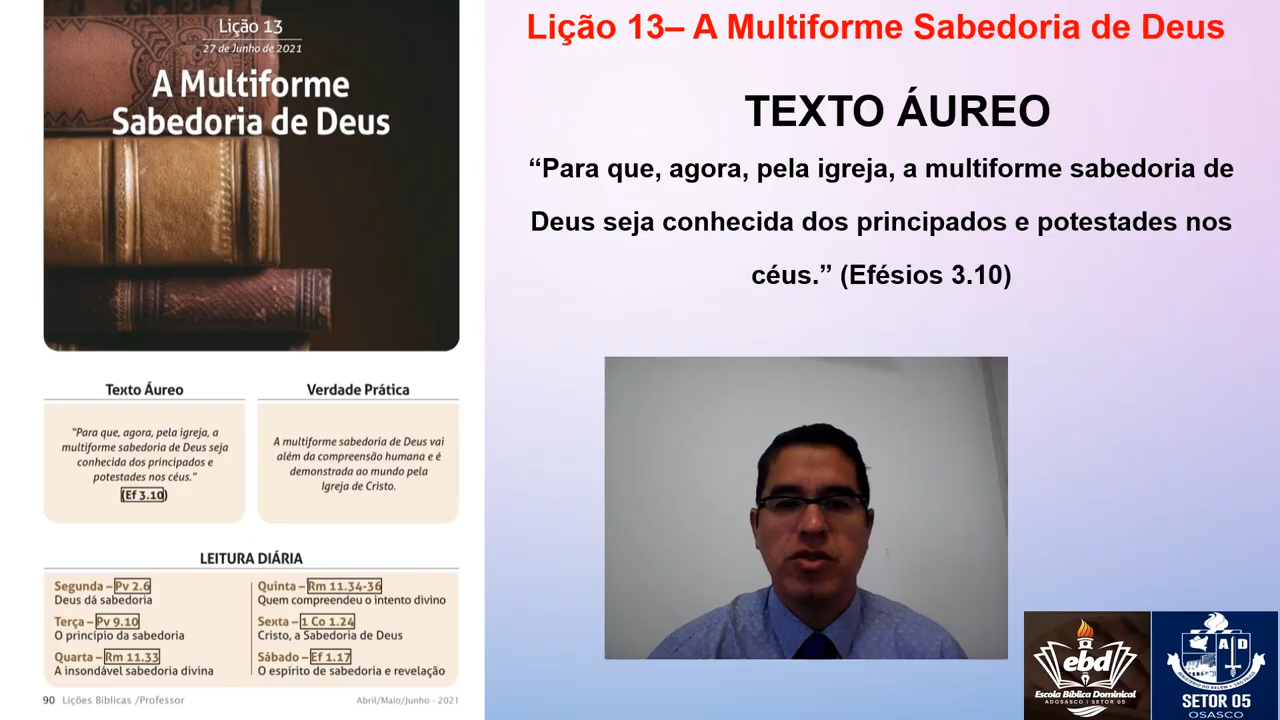 Lição 13
27 de Junho de 2021
A Multiforme
Sabedoria de Deus
Texto Áureo
"Para que, agora, pela igreja, a
multiforme sabedoria de Deus seja
conhecida dos principados e
potestades nos céus."
(Ef 3.10)
Verdade Prática
A multiforme sabedoria de Deus vai
além da compreensão humana e é
demonstrada ao mundo pela
Igreja de Cristo.
LEITURA DIÁRIA
Segunda – Pv 2.6
Deus dá sabedoria
Terça – Pv 9.10
O princípio da sabedoria
Quarta – Rm 11.33
A insondável sabedoria divina
Quinta – Rm 11.34-36
Quem compreendeu o intento divino
Sexta – 1 Co 1.24
Cristo, a Sabedoria de Deus
Sábado – Ef 1.17
O espírito de sabedoria e revelação
90 Lições Bíblicas /Professor
Abril/Maio/Junho - 2021
Lição 13– A Multiforme Sabedoria de Deus
TEXTO ÁUREO
“Para que, agora, pela igreja, a multiforme sabedoria de
Deus seja conhecida dos principados e potestades nos
céus.” (Efésios 3.10)
ebd
Escola Bíblica Dominical
ADOSASCO / SETOR 05
A D
SETOR 05
OSASCO